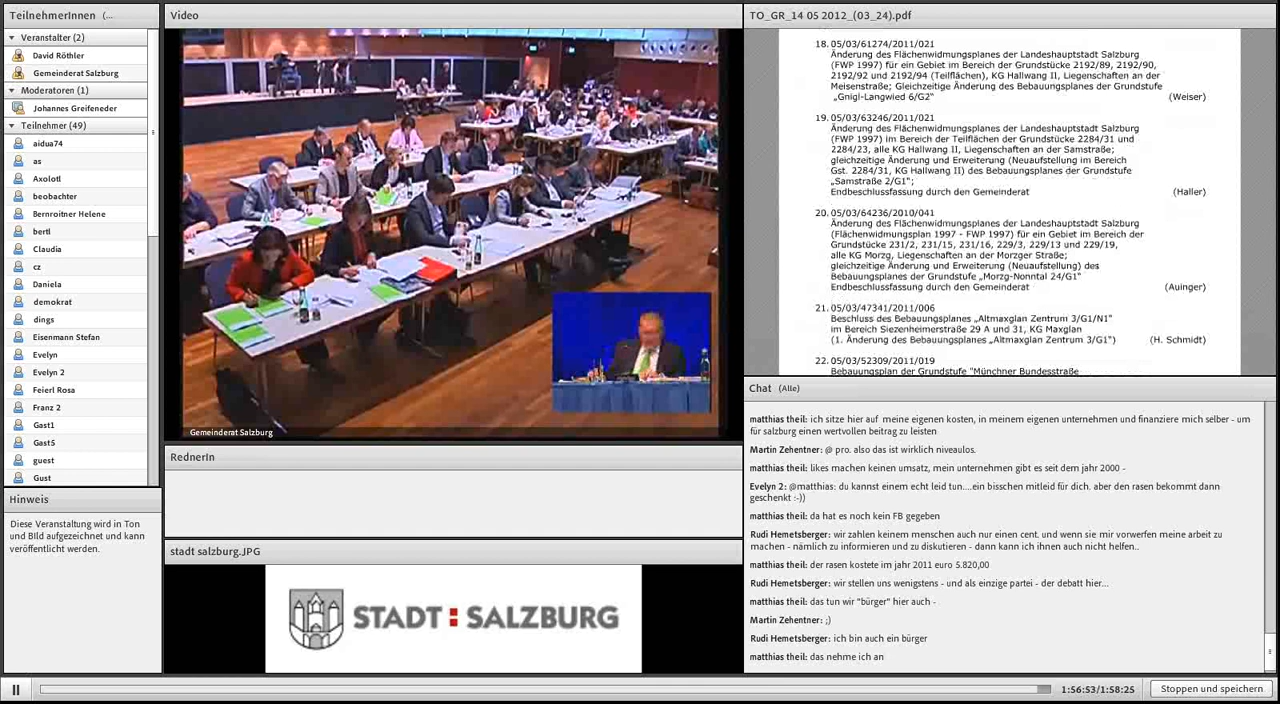 TeilnehmerInnen (...
Veranstalter (2)
David Röthler
Gemeinderat Salzburg
Moderatoren (1)
Johannes Greifeneder
Teilnehmer (49)
aidua74
as
Axolotl
beobachter
Bernroitner Helene
bertl
Claudia
cz
Daniela
demokrat
dings
Eisenmann Stefan
Evelyn
Evelyn 2
Feierl Rosa
Franz 2
Gast1
Gast5
guest
Gust
Hinweis
Diese Veranstaltung wird in Ton
und Bild aufgezeichnet und kann
veröffentlicht werden.
Video
Gemeinderat Salzburg
RednerIn
stadt salzburg.JPG
STADT:SALZBURG
TO_GR_14 05 2012_(03_24).pdf
18. 05/03/61274/2011/021
Änderung des Flächenwidmungsplanes der Landeshauptstadt Salzburg
(FWP 1997) für ein Gebiet im Bereich der Grundstücke 2192/89, 2192/90,
2192/92 und 2192/94 (Teilflächen), KG Hallwang II, Liegenschaften an der
Meisenstraße; Gleichzeitige Änderung des Bebauungsplanes der Grundstufe
„Gnigl-Langwied 6/G2“ (Weiser)
19. 05/03/63246/2011/021
Änderung des Flächenwidmungsplanes der Landeshauptstadt Salzburg
(FWP 1997) im Bereich der Teilflächen der Grundstücke 2284/31 und
2284/23, alle KG Hallwang II, Liegenschaften an der Samstraße;
gleichzeitige Änderung und Erweiterung (Neuaufstellung im Bereich
Gst. 2284/31, KG Hallwang II) des Bebauungsplanes der Grundstufe
„Samstraße 2/G1“;
Endbeschlussfassung durch den Gemeinderat (Haller)
20. 05/03/64236/2010/041
Änderung des Flächenwidmungsplanes der Landeshauptstadt Salzburg
(Flächenwidmungsplan 1997 - FWP 1997) für ein Gebiet im Bereich der
Grundstücke 231/2, 231/15, 231/16, 229/3, 229/13 und 229/19,
alle KG Morzg, Liegenschaften an der Morzger Straße;
gleichzeitige Änderung und Erweiterung (Neuaufstellung) des
Bebauungsplanes der Grundstufe „Morzg-Nonntal 24/G1“
Endbeschlussfassung durch den Gemeinderat (Auinger)
21. 05/03/47341/2011/006
Beschluss des Bebauungsplanes „Altmaxglan Zentrum 3/G1/N1“
im Bereich Siezenheimerstraße 29 A und 31, KG Maxglan
(1. Änderung des Bebauungsplanes „Altmaxglan Zentrum 3/G1“) (H. Schmidt)
22. 05/03/52309/2011/019
Bebauungsplan der Grundstufe "Münchner Bundesstraße
Chat (Alle)
matthias theil: ich sitze hier auf meine eigenen kosten, in meinem eigenen unternehmen und finanziere mich selber - um
für salzburg einen wertvollen beitrag zu leisten
Martin Zehentner: @ pro. also das ist wirklich niveaulos.
matthias theil: likes machen keinen umsatz, mein unternehmen gibt es seit dem jahr 2000 -
Evelyn 2: @matthias: du kannst einem echt leid tun....ein bisschen mitleid für dich. aber den rasen bekommt dann
geschenkt :-))
matthias theil: da hat es noch kein FB gegeben
Rudi Hemetsberger: wir zahlen keinem menschen auch nur einen cent. und wenn sie mir vorwerfen meine arbeit zu
machen - nämlich zu informieren und zu diskutieren - dann kann ich ihnen auch nicht helfen..
matthias theil: der rasen kostete im jahr 2011 euro 5.820,00
Rudi Hemetsberger: wir stellen uns wenigstens - und als einzige partei - der debatt hier...
matthias theil: das tun wir "bürger" hier auch -
Martin Zehentner: ;)
Rudi Hemetsberger: ich bin auch ein bürger
matthias theil: das nehme ich an
1:56:53/1:58:25
Stoppen und speichern